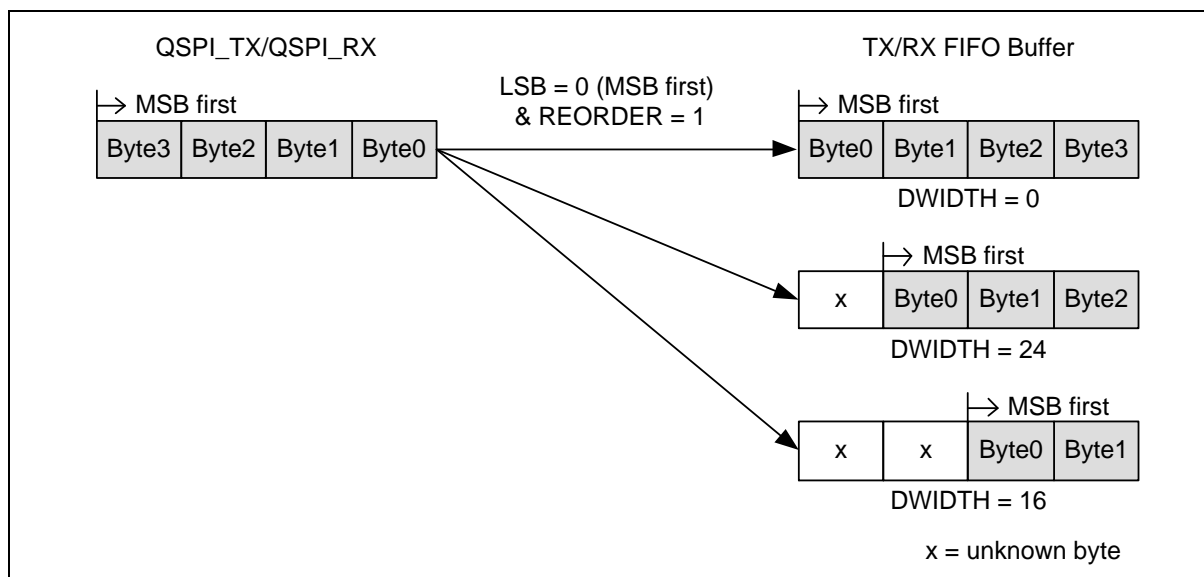 QSPI_TX/QSPI_RX
TX/RX FIFO Buffer
LSB = 0 (MSB first)
& REORDER = 1
MSB first
MSB first
Byte3 Byte2 Byte1 Byte0
Byte0 Byte1 Byte2 Byte3
DWIDTH = 0
MSB first
x Byte0 Byte1 Byte2
DWIDTH = 24
MSB first
x x Byte0 Byte1
DWIDTH = 16
x = unknown byte